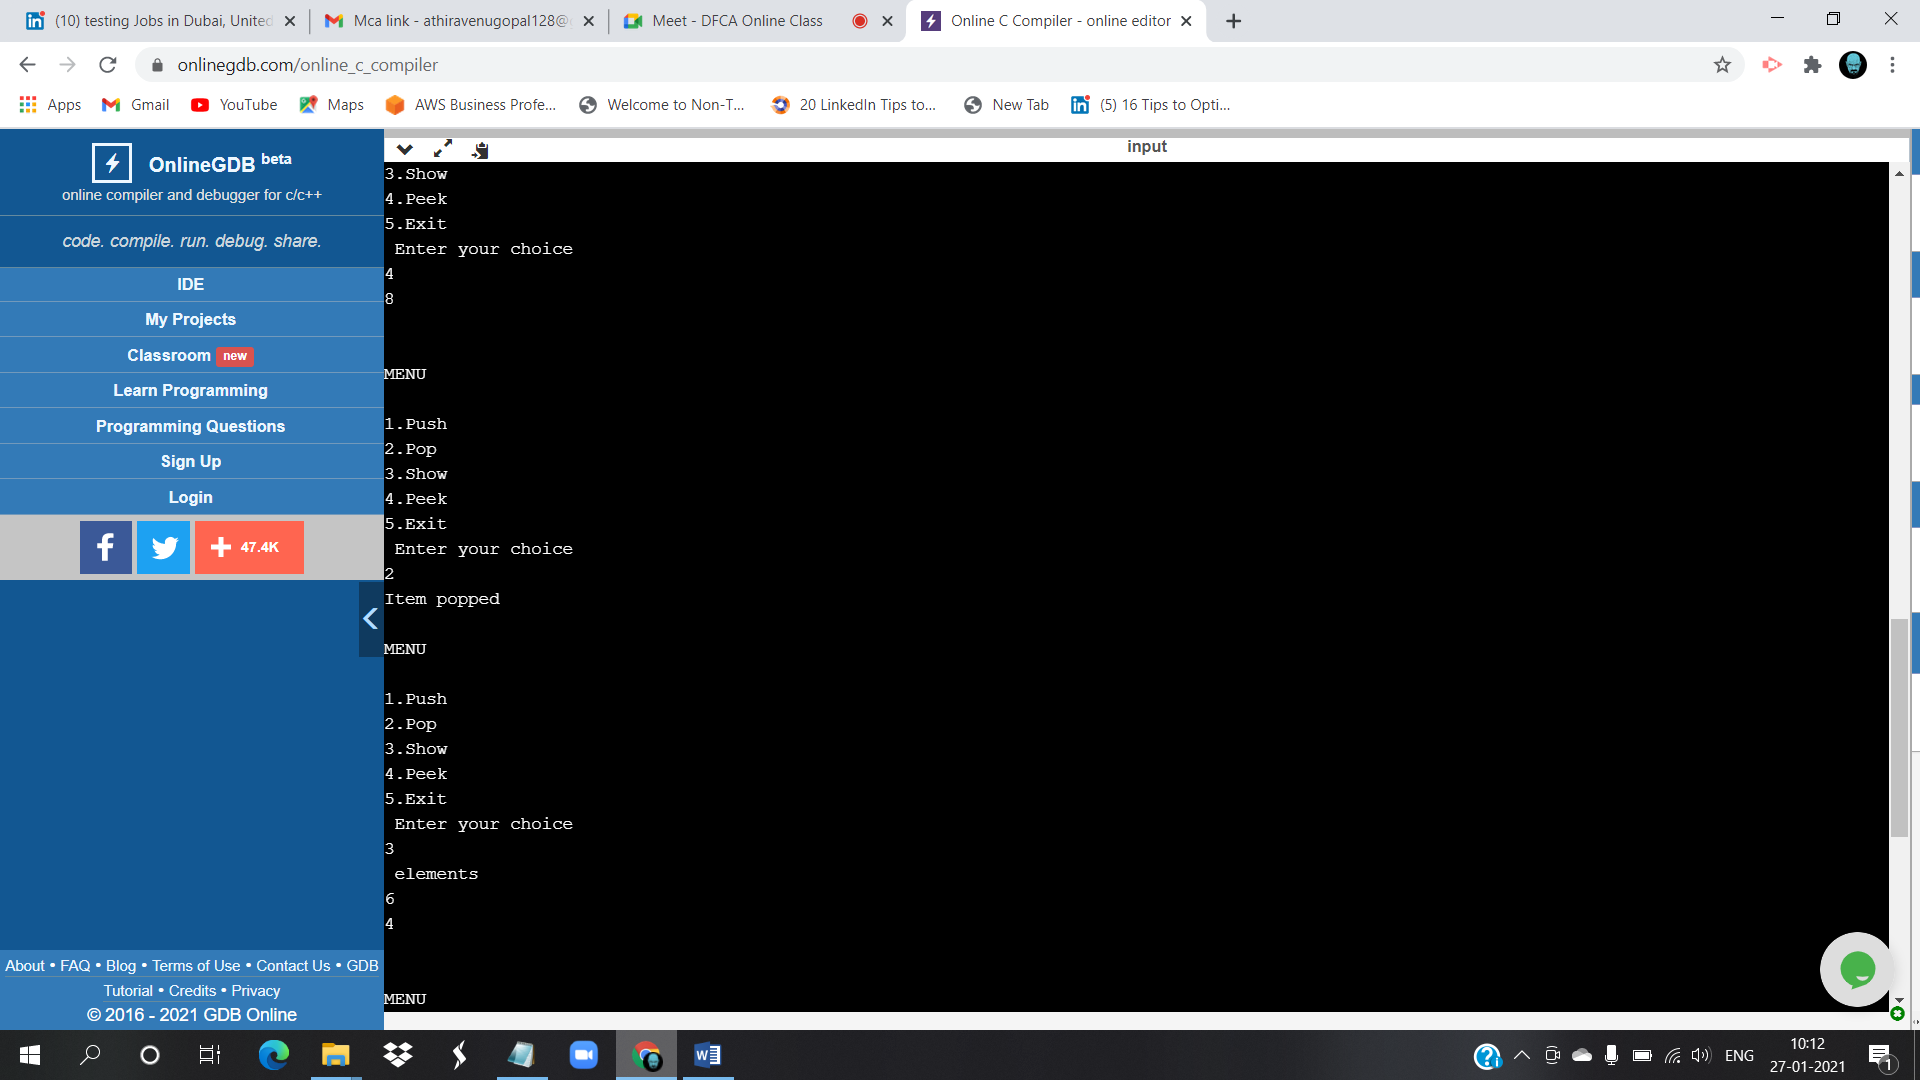 (10) testing Jobs in Dubai, United
Mca link - athiravenugopal128@
Meet - DFCA Online Class
Online C Compiler - online editor
onlinegdb.com/online_c_compiler
Apps
Gmail
YouTube
Maps
AWS Business Profe...
Welcome to Non-T...
20 LinkedIn Tips to...
New Tab
(5) 16 Tips to Opti...
OnlineGDB beta
online compiler and debugger for c/c++
code. compile. run. debug. share.
IDE
My Projects
Classroom new
Learn Programming
Programming Questions
Sign Up
Login
47.4K
About • FAQ • Blog • Terms of Use • Contact Us • GDB
Tutorial • Credits • Privacy
© 2016 - 2021 GDB Online
input
3.Show
4.Peek
5.Exit
Enter your choice
4
8
MENU
1.Push
2.Pop
3.Show
4.Peek
5.Exit
Enter your choice
2
Item popped
MENU
1.Push
2.Pop
3.Show
4.Peek
5.Exit
Enter your choice
3
elements
6
4
MENU
ENG
10:12
27-01-2021
1